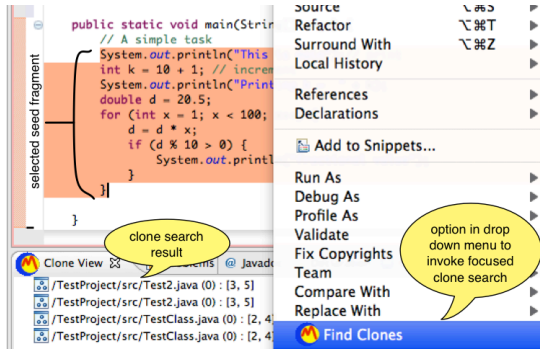 public static void main(Strin
// A simple task
System.out.println("This
int k = 10 + 1; // increm
System.out.println("Print
double d = 20.5;
for (int x = 1; x < 100;
d = d * x;
if (d % 10 > 0) {
System.out.printl
}
}
}
selected seed fragment
clone search
result
Clone View
@ Javado
/TestProject/src/Test2.java (0) : [3, 5]
/TestProject/src/Test2.java (0) : [3, 5]
/TestProject/src/TestClass.java (0) : [2, 4]
/TestProject/src/TestClass.java (0) : [2, 4]
Source ⌥⌘S
Refactor ⌥⌘T
Surround With ⌥⌘Z
Local History
References
Declarations
Add to Snippets...
Run As
Debug As
Profile As
Validate
Fix Copyrights
Team
Compare With
Replace With
Find Clones
option in drop
down menu to
invoke focused
clone search